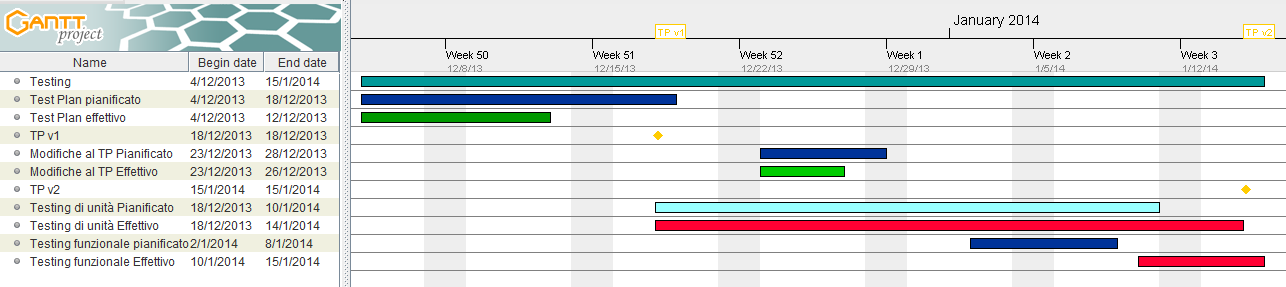 GANTT
project
January 2014
TP v1
TP v2
Week 50
Week 51
Week 52
Week 1
Week 2
Week 3
12/8/13
12/15/13
12/22/13
12/29/13
1/5/14
1/12/14
Name Begin date End date
Testing 4/12/2013 15/1/2014
Test Plan pianificato 4/12/2013 18/12/2013
Test Plan effettivo 4/12/2013 12/12/2013
TP v1 18/12/2013 18/12/2013
Modifiche al TP Pianificato 23/12/2013 28/12/2013
Modifiche al TP Effettivo 23/12/2013 26/12/2013
TP v2 15/1/2014 15/1/2014
Testing di unità Pianificato 18/12/2013 10/1/2014
Testing di unità Effettivo 18/12/2013 14/1/2014
Testing funzionale pianificato 2/1/2014 8/1/2014
Testing funzionale Effettivo 10/1/2014 15/1/2014